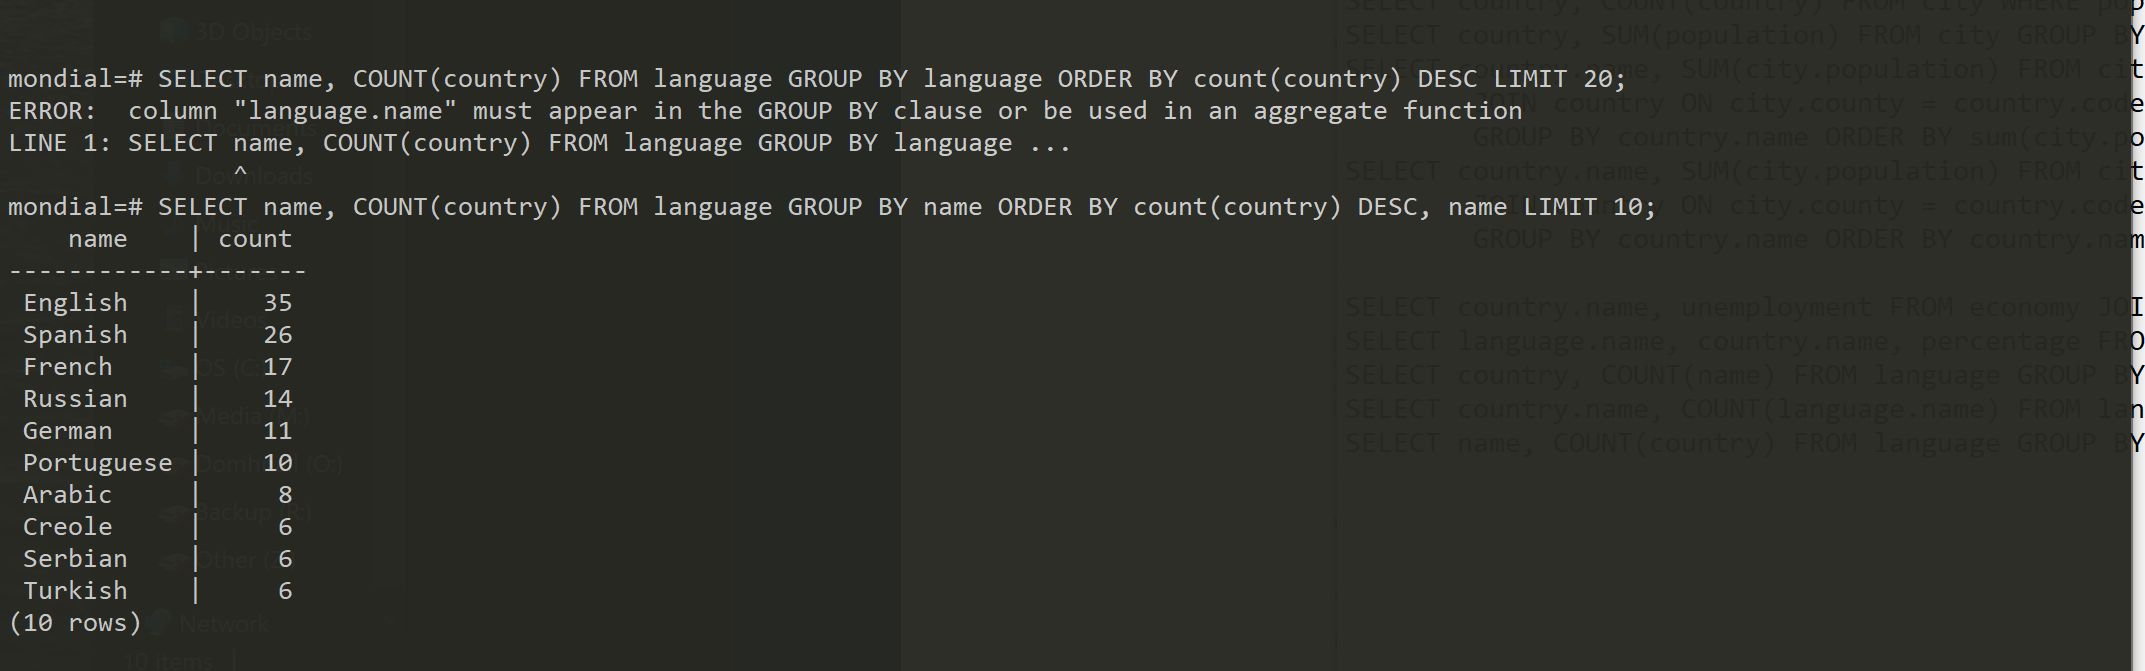 mondial=# SELECT name, COUNT(country) FROM language GROUP BY language ORDER BY count(country) DESC LIMIT 20;
ERROR:  column "language.name" must appear in the GROUP BY clause or be used in an aggregate function
LINE 1: SELECT name, COUNT(country) FROM language GROUP BY language ...
               ^
mondial=# SELECT name, COUNT(country) FROM language GROUP BY name ORDER BY count(country) DESC, name LIMIT 10;
    name    | count
------------+-------
 English    |    35
 Spanish    |    26
 French     |    17
 Russian    |    14
 German     |    11
 Portuguese |    10
 Arabic     |     8
 Creole     |     6
 Serbian    |     6
 Turkish    |     6
(10 rows)
3D Objects
Downloads
Videos
OS (C:)
Backup (R:)
Network
10 items
SELECT country, SUM(population) FROM city GROUP BY
SELECT country.name, SUM(city.population) FROM cit
JOIN country ON city.county = country.code
GROUP BY country.name ORDER BY sum(city.po
SELECT country.name, SUM(city.population) FROM cit
JOIN country ON city.county = country.code
GROUP BY country.name ORDER BY country.nam
SELECT country.name, unemployment FROM economy JOI
SELECT language.name, country.name, percentage FRO
SELECT country, COUNT(name) FROM language GROUP BY
SELECT country.name, COUNT(language.name) FROM lan
SELECT name, COUNT(country) FROM language GROUP BY